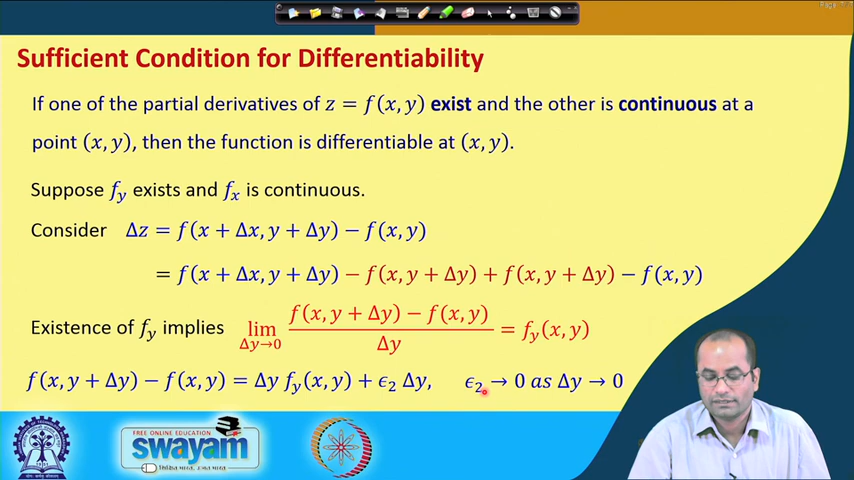 Sufficient Condition for Differentiability
If one of the partial derivatives of z = f(x, y) exist and the other is continuous at a
point (x, y), then the function is differentiable at (x, y).
Suppose f_y exists and f_x is continuous.
Consider Δz = f(x + Δx, y + Δy) − f(x, y)
= f(x + Δx, y + Δy) − f(x, y + Δy) + f(x, y + Δy) − f(x, y)
Existence of f_y implies lim_{Δy→0} (f(x, y + Δy) − f(x, y)) / Δy = f_y(x, y)
f(x, y + Δy) − f(x, y) = Δy f_y(x, y) + ϵ₂ Δy, ϵ₂ → 0 as Δy → 0
FREE ONLINE EDUCATION
swayam